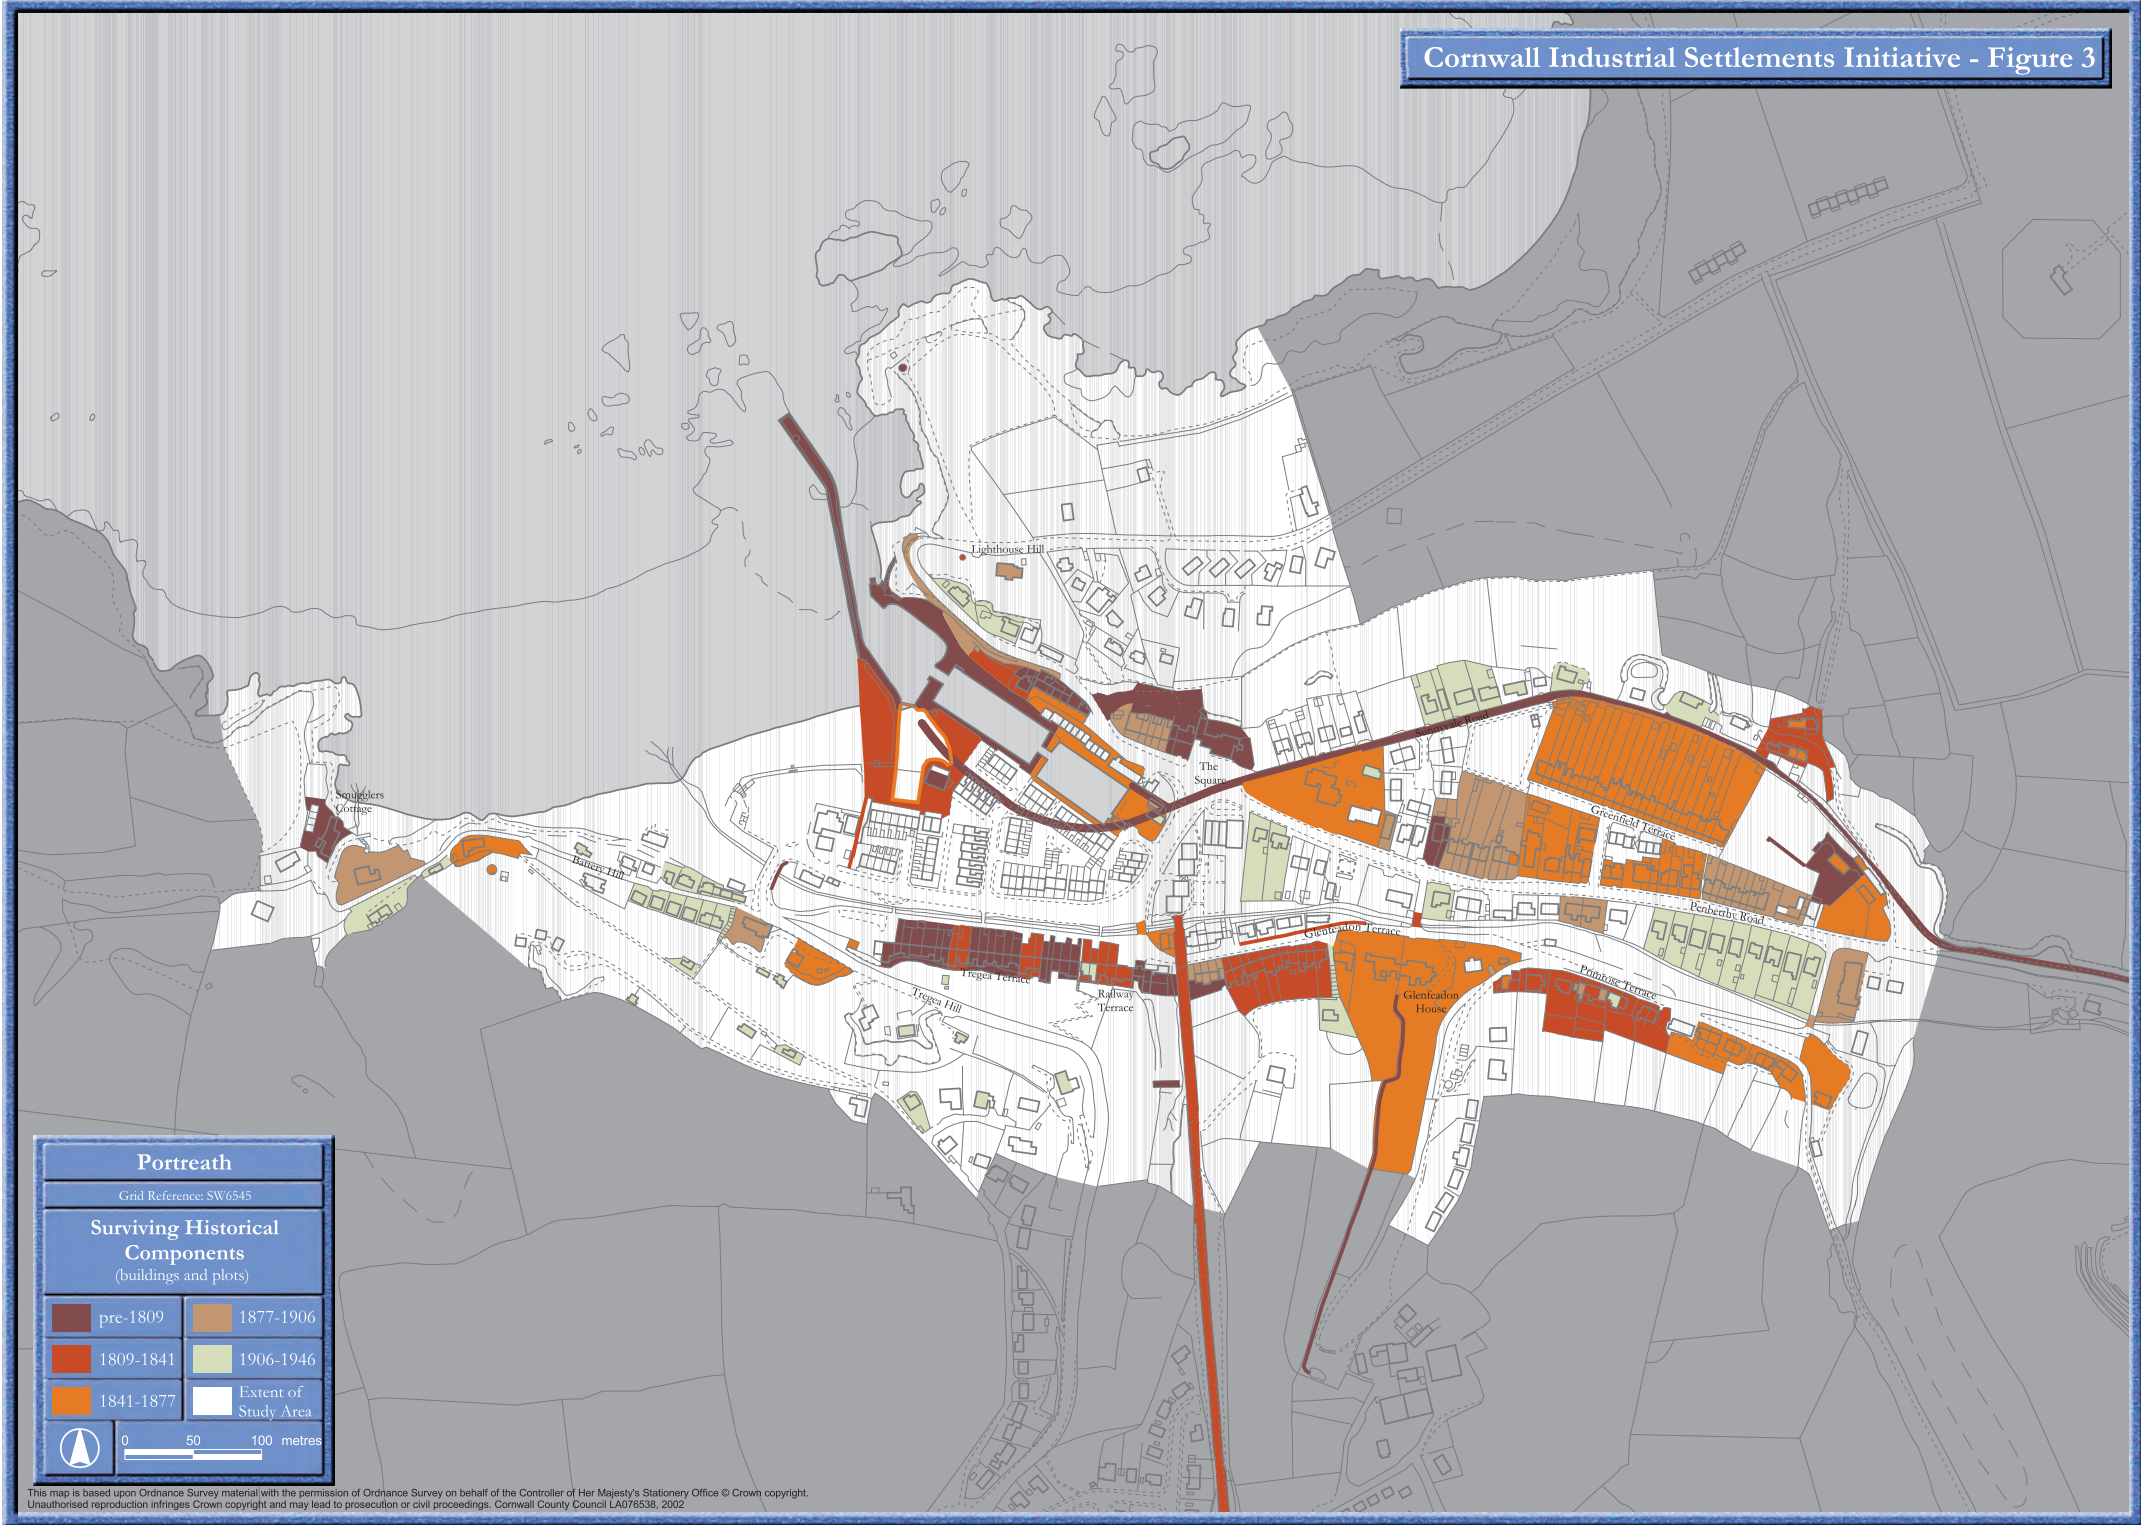 Cornwall Industrial Settlements Initiative - Figure 3
Lighthouse Hill
Sunnyvale Road
The
Square
Smugglers
Cottage
Greenfield Terrace
Battery Hill
Penberthy Road
Glenfeadon Terrace
Tregea Terrace
Primrose Terrace
Tregea Hill
Railway
Terrace
Glenfeadon
House
Portreath
Grid Reference: SW6545
Surviving Historical
Components
(buildings and plots)
pre-1809
1877-1906
1809-1841
1906-1946
1841-1877
Extent of
Study Area
0 50 100 metres
This map is based upon Ordnance Survey material with the permission of Ordnance Survey on behalf of the Controller of Her Majesty's Stationery Office © Crown copyright.
Unauthorised reproduction infringes Crown copyright and may lead to prosecution or civil proceedings. Cornwall County Council LA076538, 2002